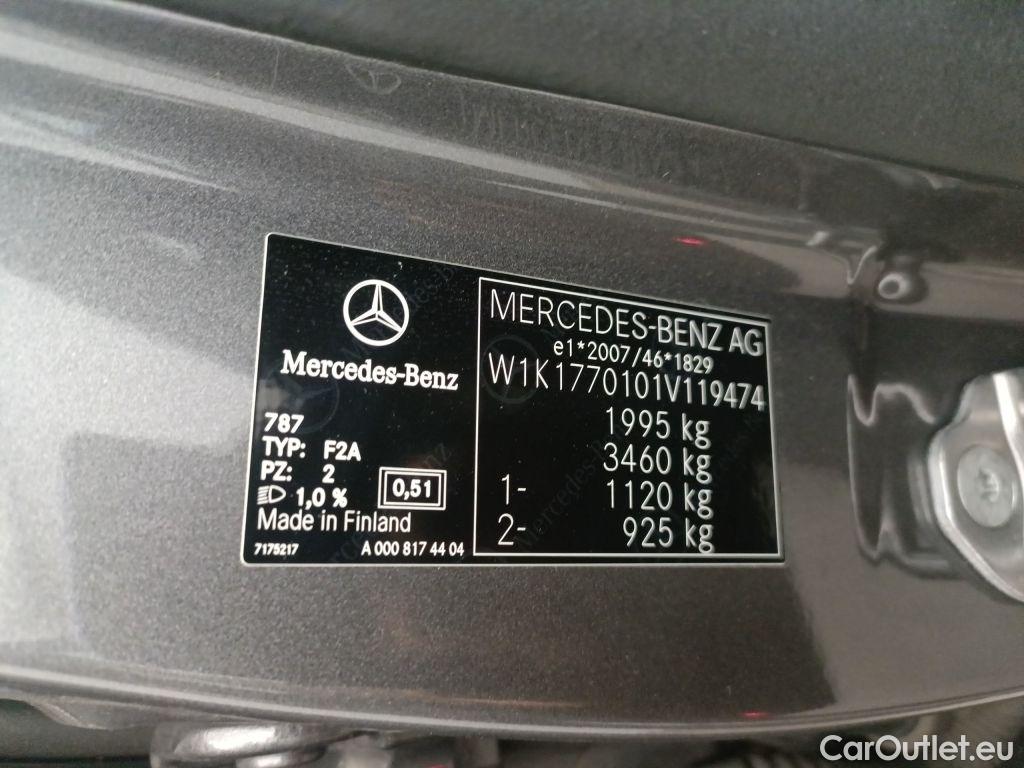 Mercedes-Benz
787
TYP: F2A
PZ: 2
1,0 %
0,51
Made in Finland
7175217 A 000 817 44 04
MERCEDES-BENZ AG
e1*2007/46*1829
W1K1770101V119474
1995 kg
3460 kg
1- 1120 kg
2- 925 kg
CarOutlet.eu